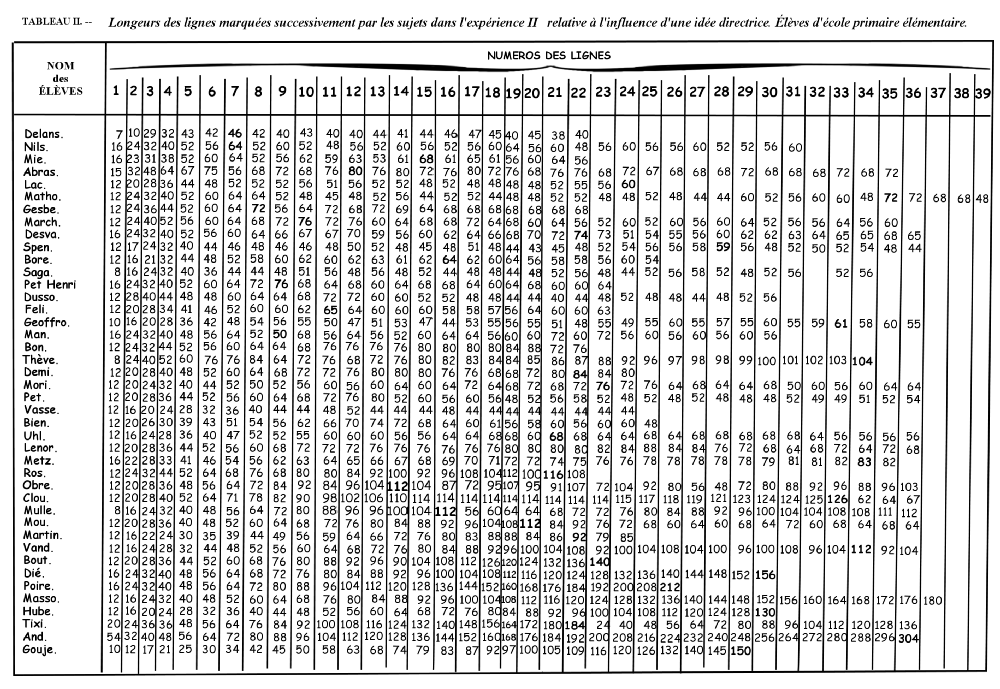 TABLEAU II. -- Longeurs des lignes marquées successivement par les sujets dans l'expérience II relative à l'influence d'une idée directrice. Élèves d'école primaire élémentaire.
NUMEROS DES LIGNES
NOM
des
ÉLÈVES
1 2 3 4 5 6 7 8 9 10 11 12 13 14 15 16 17 18 19 20 21 22 23 24 25 26 27 28 29 30 31 32 33 34 35 36 37 38 39
Delans. 7 10 29 32 43 42 46 42 40 43 40 40 44 41 44 46 47 45 40 45 38 40
Nils. 16 24 32 40 52 56 64 52 60 52 48 56 52 60 56 52 56 60 64 56 60 48 56 60 56 56 60 52 52 56 60
Mie. 16 23 31 38 52 60 64 52 56 62 59 63 53 61 68 61 65 61 56 60 64 56
Abras. 15 32 48 64 67 75 56 68 72 68 76 80 76 80 72 76 80 72 76 68 72 76 68 72 67 68 68 68 72 68 68 68 72 68 72
Lac. 12 20 28 36 44 48 52 52 52 56 51 56 52 52 48 52 48 48 48 48 52 55 56 60
Matho. 12 24 32 40 52 60 64 64 52 48 45 48 52 56 44 52 52 44 48 48 52 52 48 48 52 48 44 44 60 52 56 60 60 48 72 72 68 68 48
Gesbe. 12 24 36 44 52 60 64 72 56 64 72 68 72 69 64 68 68 68 68 68 68 68
March. 12 24 40 52 56 60 64 68 72 76 72 76 60 64 68 68 72 64 68 60 64 56 52 60 52 60 56 60 64 52 56 56 64 56 60
Desva. 16 24 32 40 52 56 60 64 66 67 67 70 59 56 60 62 64 66 68 70 72 74 73 51 54 55 56 60 62 62 63 64 65 65 68 65
Spen. 12 17 24 32 40 44 46 48 46 46 48 50 52 48 45 48 51 48 44 43 45 48 52 54 56 56 58 59 56 48 52 50 52 54 48 44
Bore. 12 16 21 32 44 48 52 58 60 62 60 62 63 61 62 64 62 64 60 56 60 64 52 56 60 54
Saga. 8 16 24 32 40 36 44 44 48 51 56 48 56 48 52 44 48 44 48 52 56 48 44 52 56 58 52 48 52 56 52 56
Pet Henri 16 24 32 40 52 60 64 72 76 68 64 68 60 64 68 64 68 60 64 68 72 68 60 64
Dusso. 12 28 40 44 48 48 60 64 64 68 72 72 60 60 52 52 48 48 44 40 44 48 52 48 48 44 48 52 56
Feli. 12 20 28 34 41 46 52 60 60 62 65 64 60 60 60 58 58 57 56 64 60 60 63
Geoffro. 10 16 20 28 36 42 48 54 56 55 50 47 51 53 47 44 53 55 56 55 51 48 55 49 55 60 55 57 55 60 55 59 61 58 60 55
Man. 16 24 32 40 48 56 64 52 50 68 56 64 56 52 60 64 64 56 60 60 72 60 72 56 60 60 56 60 56
Bon. 12 24 32 44 52 56 60 64 64 68 76 76 76 76 80 80 80 80 84 88 72 76
Thève. 8 24 40 52 60 76 76 84 64 72 76 68 72 76 80 82 83 84 84 85 86 87 88 92 96 97 98 98 99 100 101 102 103 104
Demi. 12 20 28 40 48 52 60 64 68 72 72 76 80 80 80 76 76 68 68 72 82 84 84 80
Mori. 12 20 24 32 40 44 52 50 52 56 60 56 60 64 60 64 72 64 68 72 68 72 76 72 76 64 68 64 64 68 50 60 56 60 64 64
Pet. 12 20 28 36 44 52 56 60 64 68 72 76 80 52 60 56 60 56 48 52 56 52 48 52 48 52 48 48 48 52 49 49 51 52 54
Vasse. 12 16 20 24 28 32 36 40 44 44 48 52 44 44 48 44 48 44 44 44 44 44 44 44
Bien. 12 20 26 30 39 43 51 54 56 62 66 70 74 72 68 64 60 61 56 58 60 56 60 60 48
Uhl. 12 16 24 28 36 40 47 52 52 55 60 60 60 56 56 64 64 68 68 60 68 68 64 64 68 64 68 68 68 68 68 64 56 56 56 56
Lenor. 12 20 28 36 44 52 56 60 68 72 72 72 76 76 76 76 76 80 80 80 80 80 82 84 88 84 84 76 72 68 64 68 72 64 72 68
Metz. 16 22 28 33 41 46 54 56 62 63 64 65 66 67 68 69 70 71 72 72 74 75 76 76 78 78 78 78 78 79 81 81 82 83 82
Ros. 12 24 32 44 52 64 68 76 68 80 80 84 92 100 92 96 108 104 112 100 116 108
Obre. 12 20 28 36 48 56 64 72 84 92 84 96 104 112 104 87 72 95 107 95 91 107 72 104 92 80 56 48 72 80 88 92 96 88 96 103
Clou. 12 20 28 40 52 64 71 78 82 90 98 102 106 110 114 114 114 114 114 114 114 114 114 115 117 118 119 121 123 124 124 125 126 62 64 67
Mulle. 8 16 24 32 40 48 56 64 72 80 88 96 96 100 104 112 56 60 64 64 68 72 72 76 80 84 88 92 96 100 104 104 108 108 111 112
Mou. 12 20 28 36 40 48 52 60 64 68 72 76 80 84 88 92 96 104 108 112 84 92 76 72 68 60 64 60 68 64 72 60 68 64 68 64
Martin. 12 16 22 24 30 35 39 44 49 56 59 64 66 72 76 80 83 88 88 84 86 92 79 85
Vand. 12 16 24 28 32 44 48 52 56 60 64 68 72 76 80 84 88 92 96 100 104 108 92 100 104 108 104 100 96 100 108 96 104 112 92 104
Bout. 12 20 28 36 44 52 60 68 76 80 88 92 96 90 104 108 112 126 120 124 132 136 140
Dié. 16 24 32 40 48 56 64 68 72 76 80 84 88 92 96 100 104 108 112 116 120 124 128 132 136 140 144 148 152 156
Poire. 16 24 32 40 48 56 64 72 80 88 96 104 112 120 128 136 144 152 160 168 176 184 192 200 208 212
Masso. 12 16 24 32 40 48 52 60 64 68 76 80 84 88 92 96 100 104 108 112 116 120 124 128 132 136 140 144 148 152 156 160 164 168 172 176 180
Hube. 12 16 20 24 28 32 36 40 44 48 52 56 60 64 68 72 76 80 84 88 92 96 100 104 108 112 120 124 128 130
Tixi. 20 24 36 36 48 56 64 76 84 92 100 108 116 124 132 140 148 156 164 172 180 184 24 40 48 56 64 72 80 88 96 104 112 120 128 136
And. 54 32 40 48 56 64 72 80 88 96 104 112 120 128 136 144 152 160 168 176 184 192 200 208 216 224 232 240 248 256 264 272 280 288 296 304
Gouje. 10 12 17 21 25 30 34 42 45 50 58 63 68 74 79 83 87 92 97 100 105 109 116 120 126 132 140 145 150